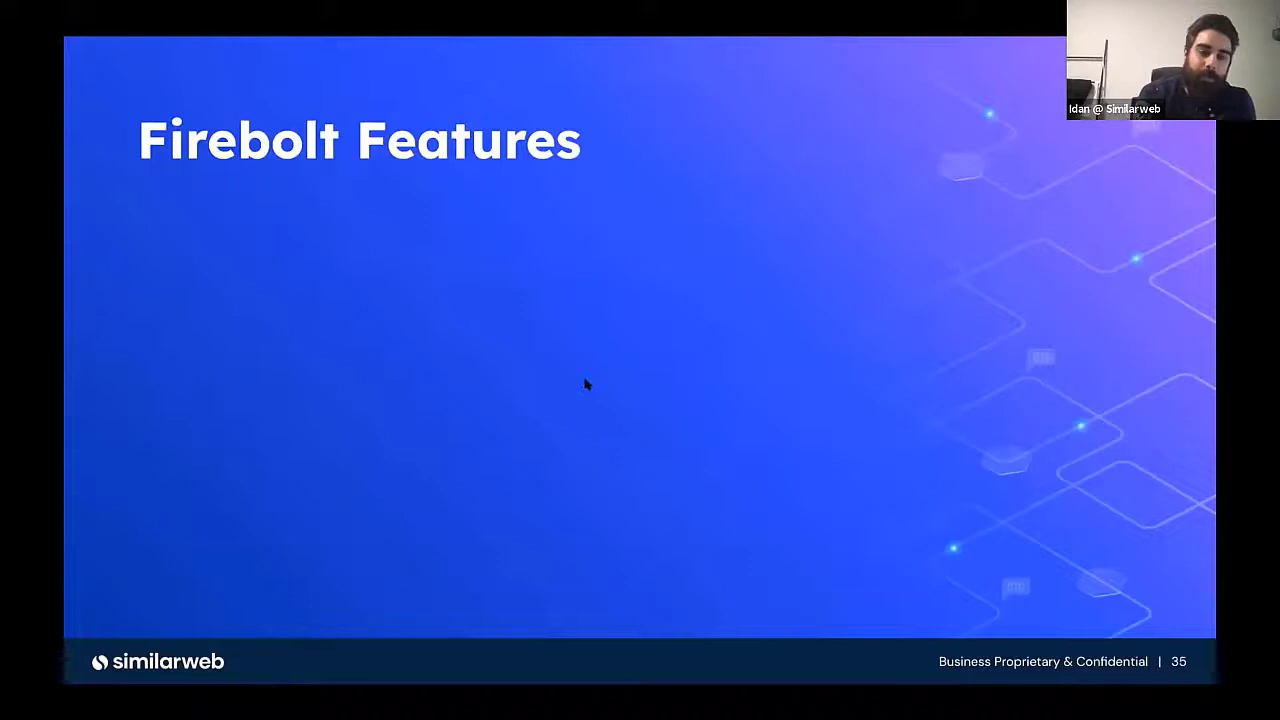 Idan @ Similarweb
Firebolt Features
similarweb
Business Proprietary & Confidential | 35